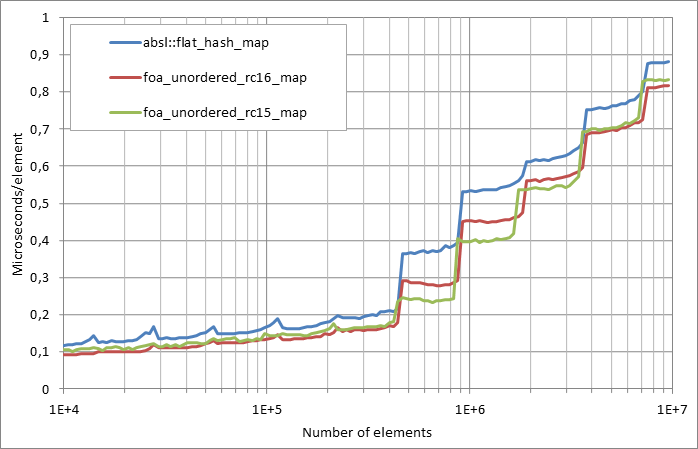 1
0,9
0,8
0,7
0,6
0,5
0,4
0,3
0,2
0,1
0
Microseconds/element
absl::flat_hash_map
foa_unordered_rc16_map
foa_unordered_rc15_map
1E+4
1E+5
1E+6
1E+7
Number of elements